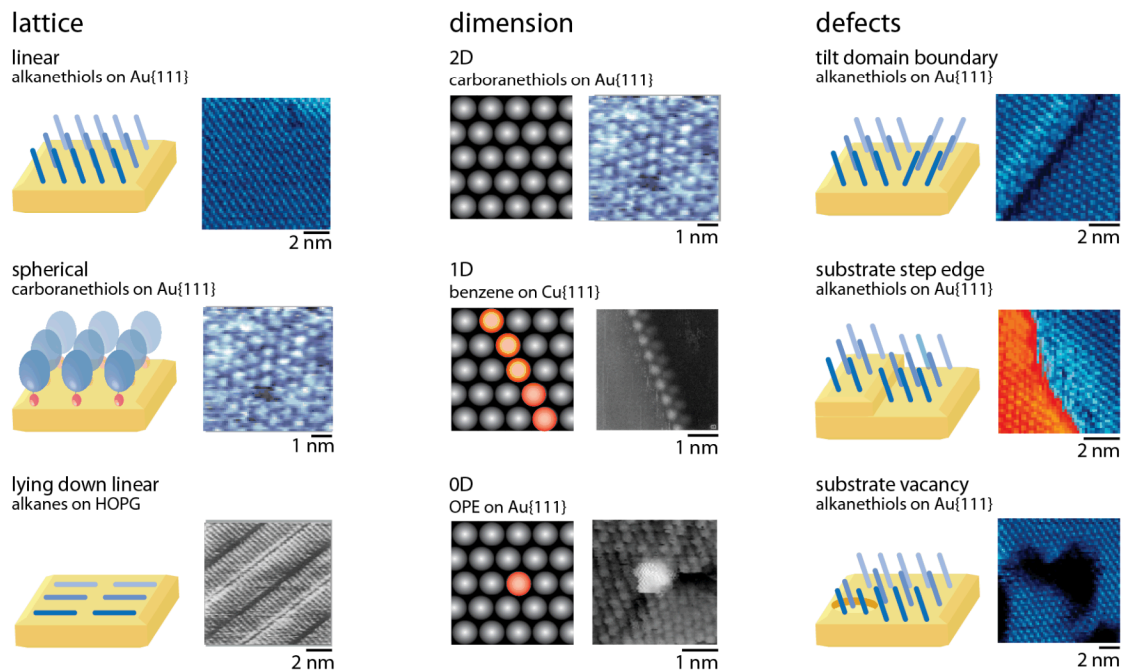 lattice
linear
alkanethiols on Au{111}
2 nm
spherical
carboranethiols on Au{111}
1 nm
lying down linear
alkanes on HOPG
2 nm
dimension
2D
carboranethiols on Au{111}
1 nm
1D
benzene on Cu{111}
1 nm
0D
OPE on Au{111}
1 nm
defects
tilt domain boundary
alkanethiols on Au{111}
2 nm
substrate step edge
alkanethiols on Au{111}
2 nm
substrate vacancy
alkanethiols on Au{111}
2 nm